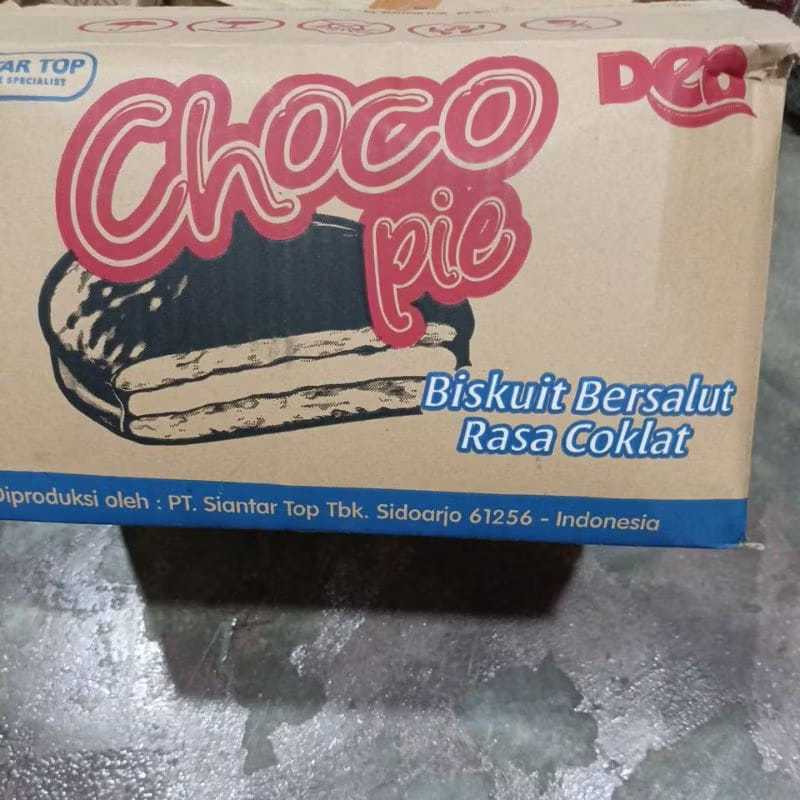 TAR TOP
SPECIALIST
Dea
Choco
pie
Biskuit Bersalut
Rasa Coklat
Diproduksi oleh : PT. Siantar Top Tbk. Sidoarjo 61256 - Indonesia